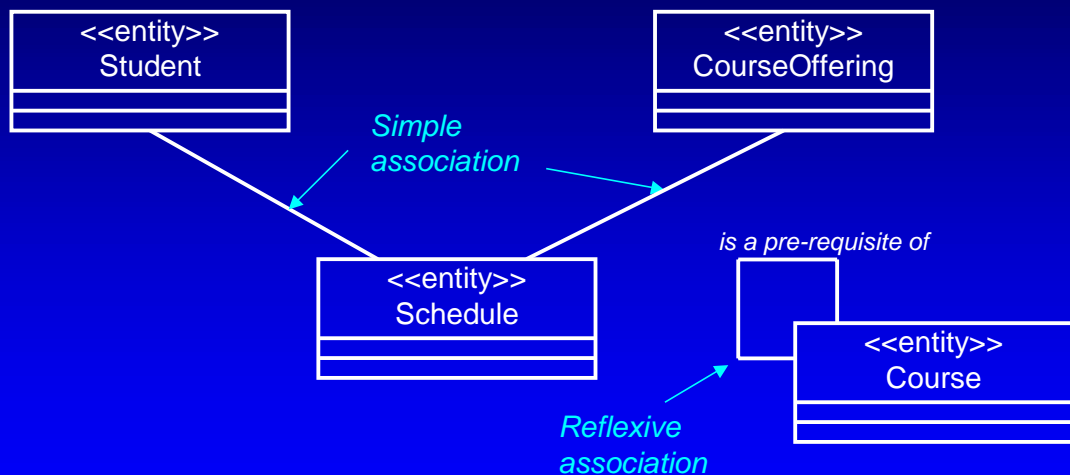 <<entity>>
Student
<<entity>>
CourseOffering
Simple
association
is a pre-requisite of
<<entity>>
Schedule
<<entity>>
Course
Reflexive
association